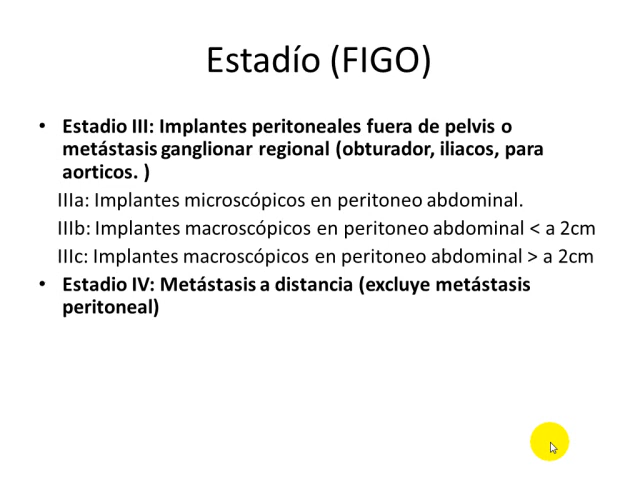 Estadío (FIGO)
• Estadio III: Implantes peritoneales fuera de pelvis o
metástasis ganglionar regional (obturador, iliacos, para
aorticos. )
IIIa: Implantes microscópicos en peritoneo abdominal.
IIIb: Implantes macroscópicos en peritoneo abdominal < a 2cm
IIIc: Implantes macroscópicos en peritoneo abdominal > a 2cm
• Estadio IV: Metástasis a distancia (excluye metástasis
peritoneal)